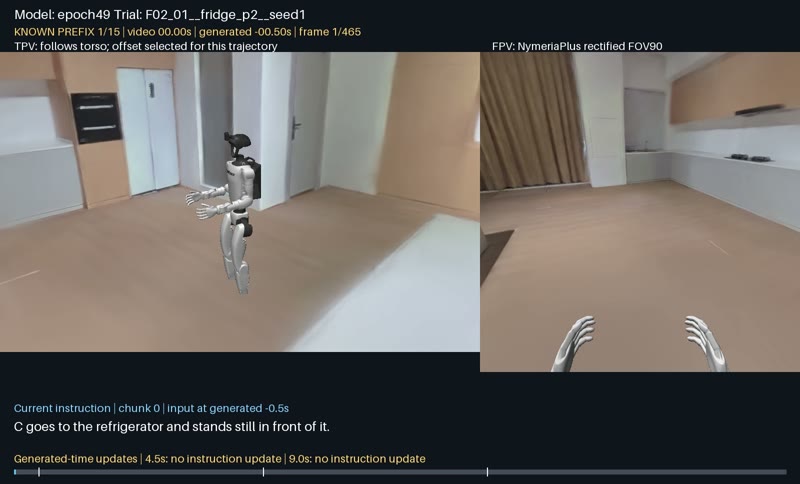 Model: epoch49 Trial: F02_01__fridge_p2__seed1
KNOWN PREFIX 1/15 | video 00.00s | generated -00.50s | frame 1/465
TPV: follows torso; offset selected for this trajectory
FPV: NymeriaPlus rectified FOV90
Current instruction | chunk 0 | input at generated -0.5s
C goes to the refrigerator and stands still in front of it.
Generated-time updates | 4.5s: no instruction update | 9.0s: no instruction update